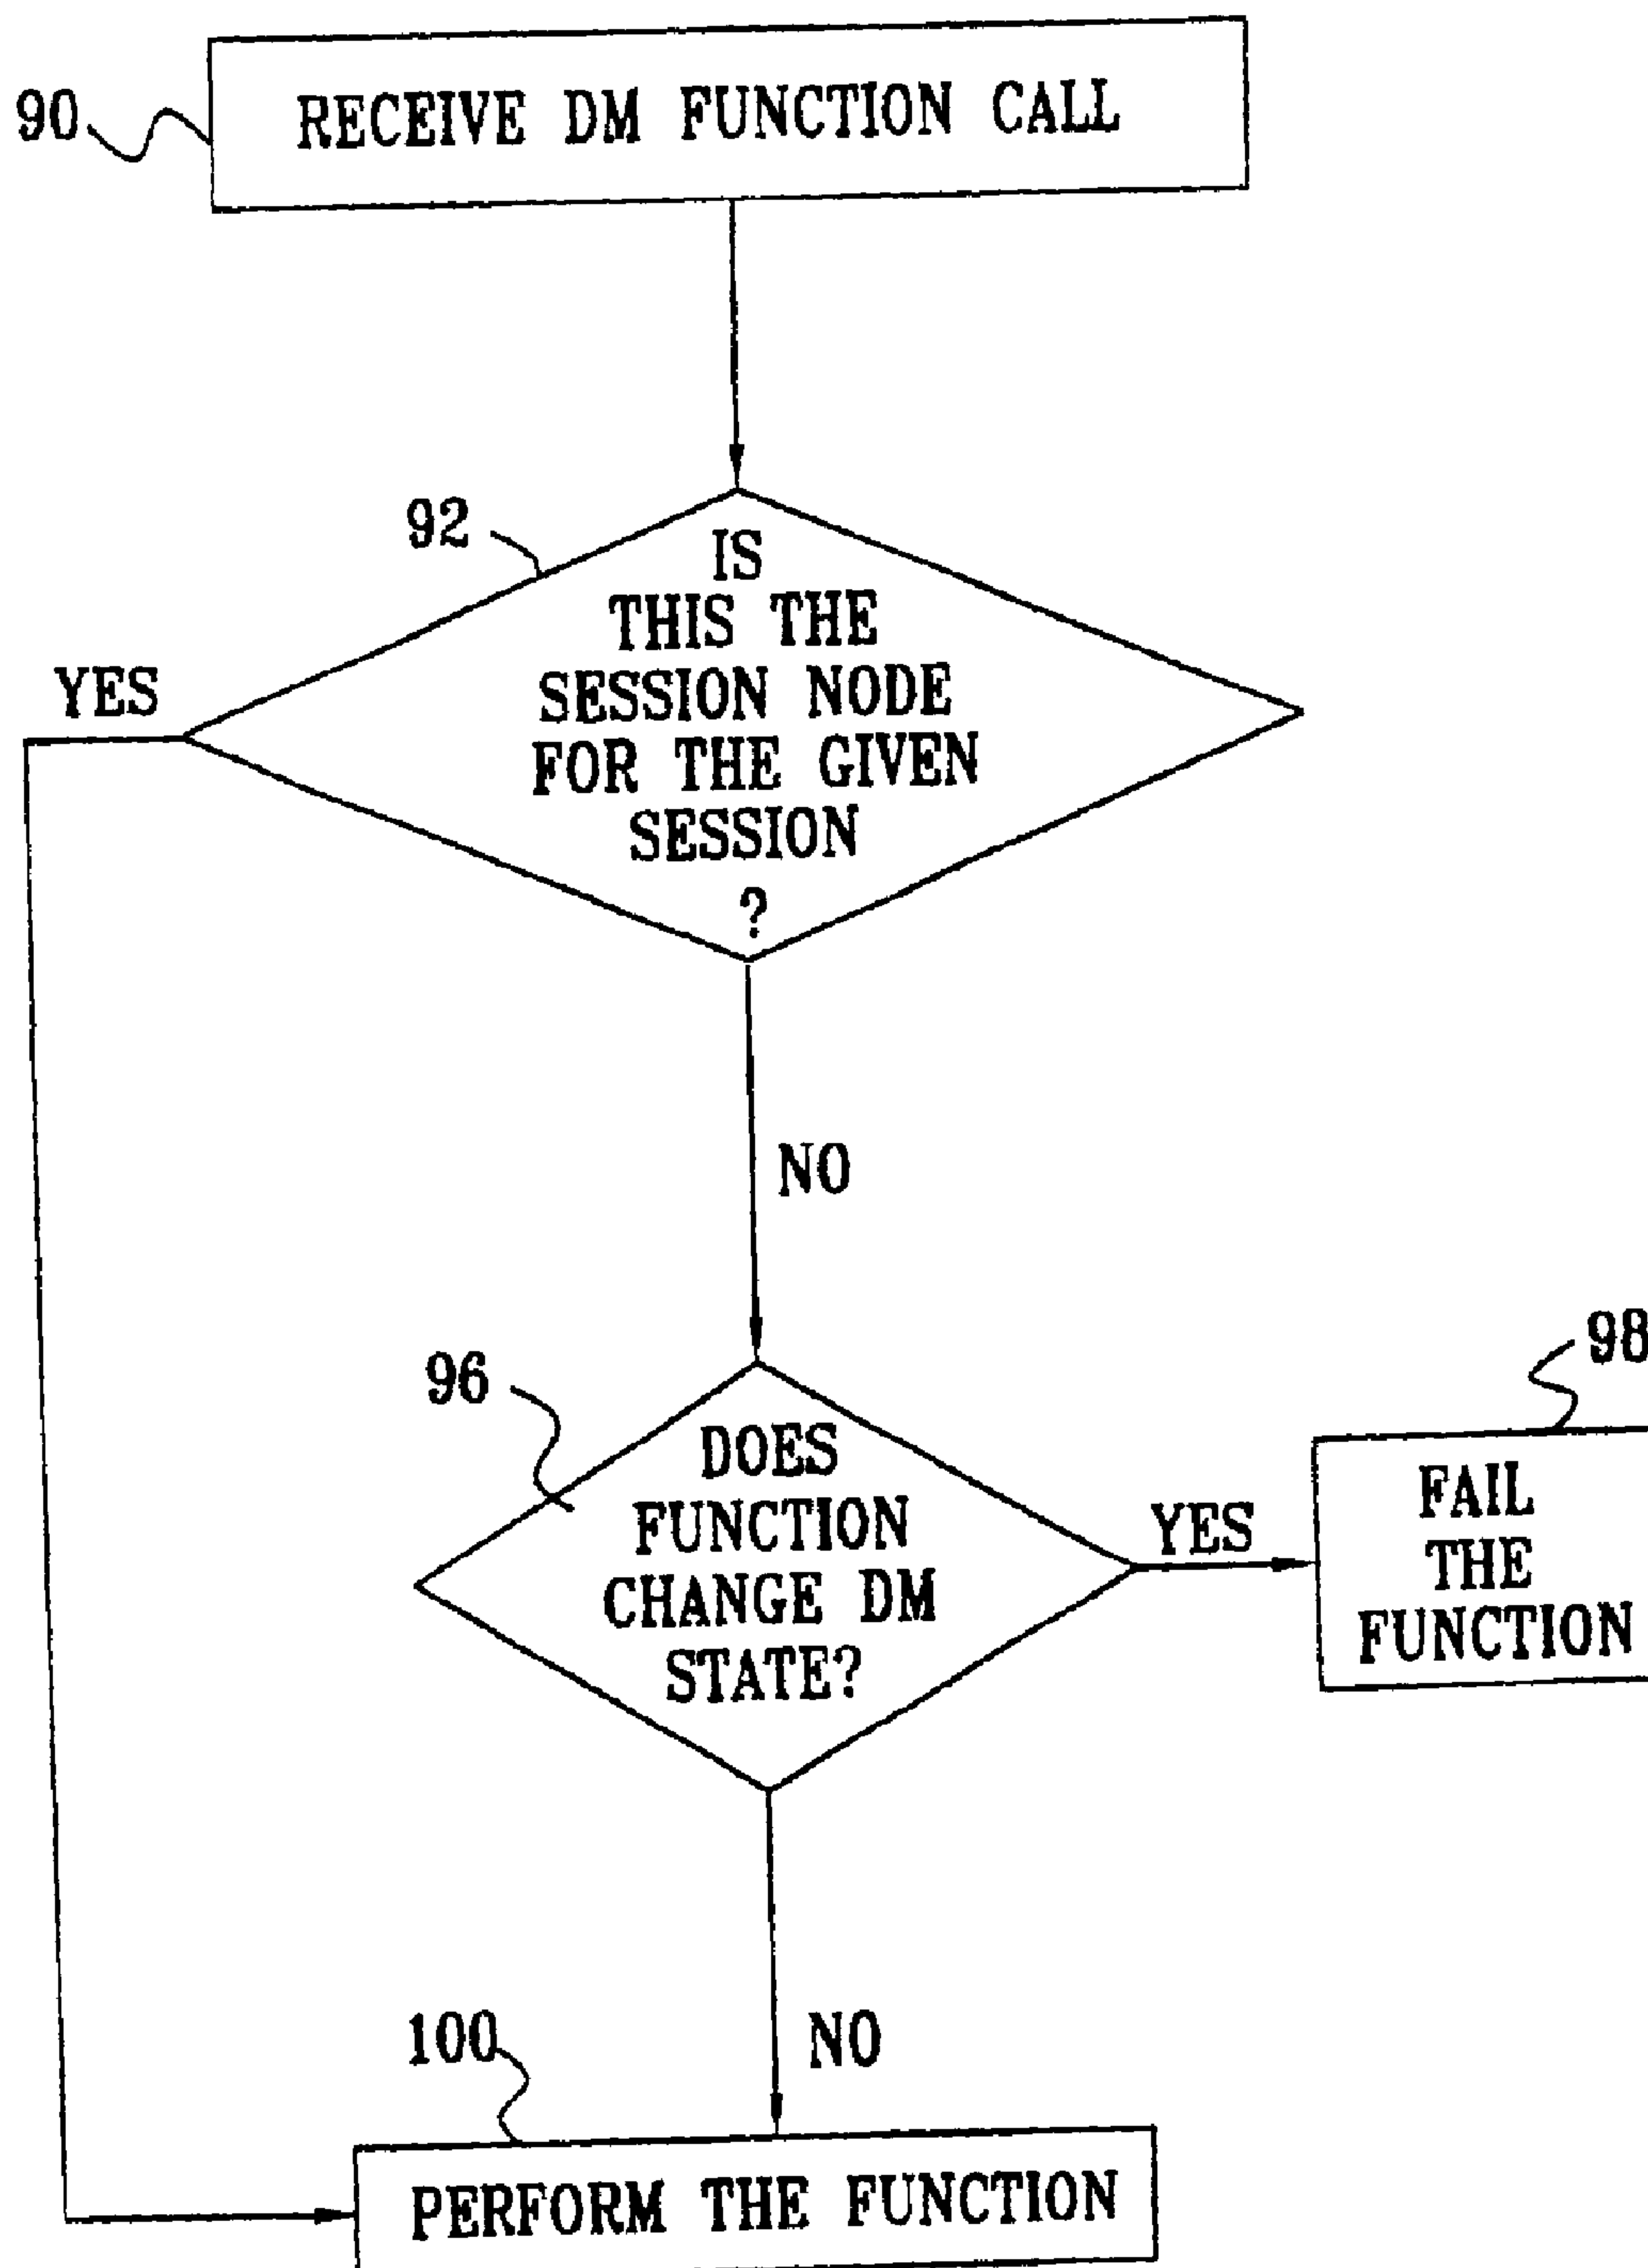 90
RECEIVE DM FUNCTION CALL
92
IS
THIS THE
SESSION NODE
FOR THE GIVEN
SESSION
?
YES
NO
96
DOES
FUNCTION
CHANGE DM
STATE?
YES
98
FAIL
THE
FUNCTION
NO
100
PERFORM THE FUNCTION